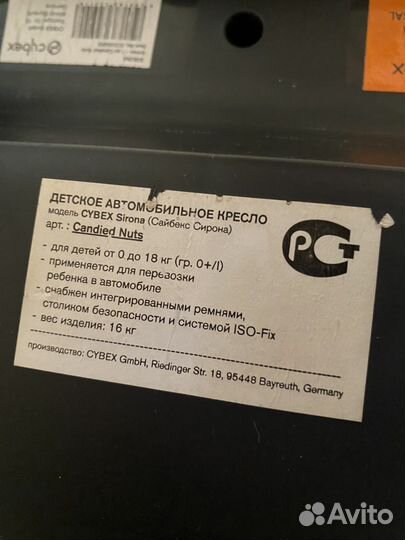 cybex
ДЕТСКОЕ АВТОМОБИЛЬНОЕ КРЕСЛО
модель CYBEX Sirona (Сайбекс Сирона)
арт. : Candied Nuts
- для детей от 0 до 18 кг (гр. 0+/I)
- применяется для перевозки
ребенка в автомобиле
- снабжен интегрированными ремнями,
столиком безопасности и системой ISO-Fix
- вес изделия: 16 кг
производство: CYBEX GmbH, Riedinger Str. 18, 95448 Bayreuth, Germany
РСТ
Avito